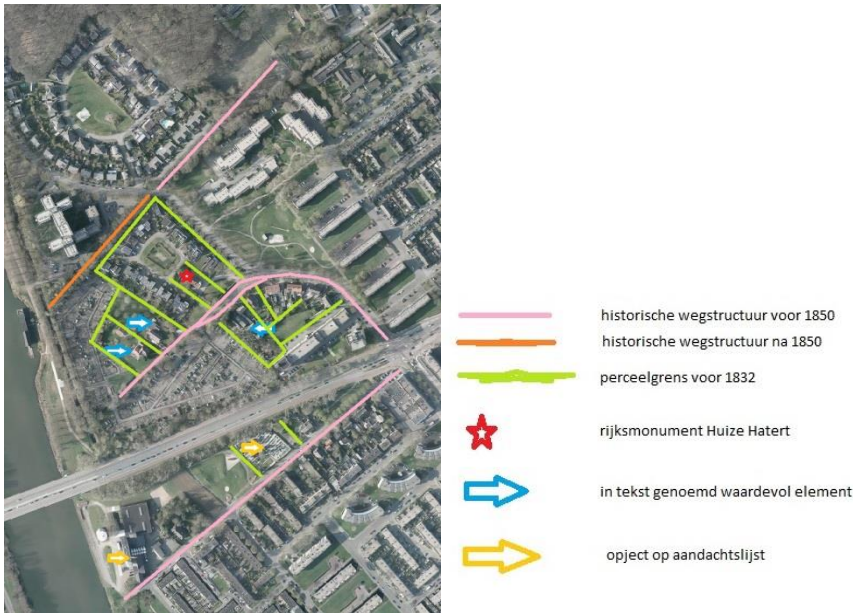 historische wegstructuur voor 1850
historische wegstructuur na 1850
perceelgrens voor 1832
rijksmonument Huize Hatert
in tekst genoemd waardevol element
opject op aandachtslijst